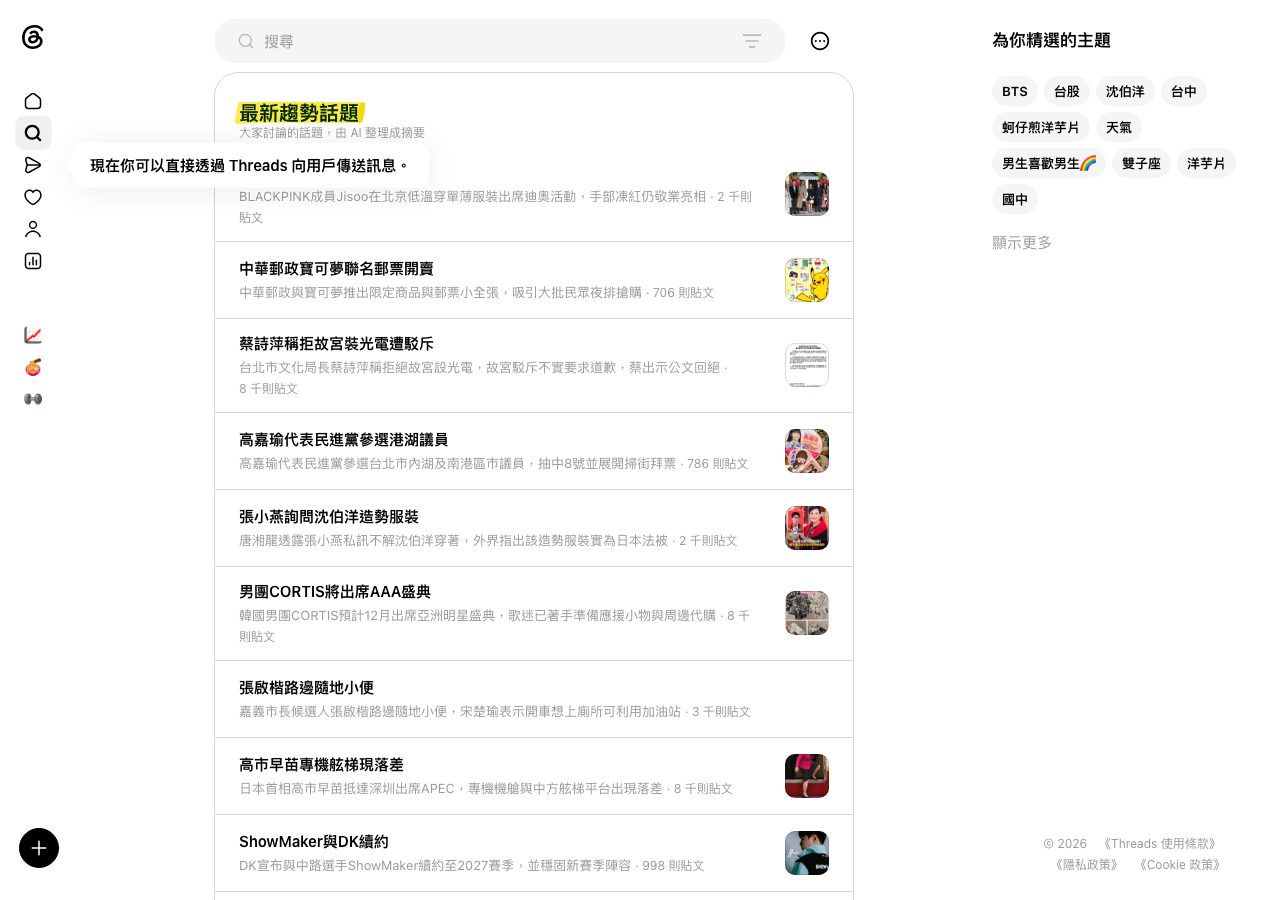 搜尋
最新趨勢話題
大家討論的話題，由 AI 整理成摘要
現在你可以直接透過 Threads 向用戶傳送訊息。
BLACKPINK成員Jisoo在北京低溫穿單薄服裝出席迪奧活動，手部凍紅仍敬業亮相 · 2 千則
貼文
中華郵政寶可夢聯名郵票開賣
中華郵政與寶可夢推出限定商品與郵票小全張，吸引大批民眾夜排搶購 · 706 則貼文
蔡詩萍稱拒故宮裝光電遭駁斥
台北市文化局長蔡詩萍稱拒絕故宮設光電，故宮駁斥不實要求道歉，蔡出示公文回絕 ·
8 千則貼文
高嘉瑜代表民進黨參選港湖議員
高嘉瑜代表民進黨參選台北市內湖及南港區市議員，抽中8號並展開掃街拜票 · 786 則貼文
張小燕詢問沈伯洋造勢服裝
唐湘龍透露張小燕私訊不解沈伯洋穿著，外界指出該造勢服裝實為日本法被 · 2 千則貼文
男團CORTIS將出席AAA盛典
韓國男團CORTIS預計12月出席亞洲明星盛典，歌迷已著手準備應援小物與周邊代購 · 8 千
則貼文
張啟楷路邊隨地小便
嘉義市長候選人張啟楷路邊隨地小便，宋楚瑜表示開車想上廁所可利用加油站 · 3 千則貼文
高市早苗專機舷梯現落差
日本首相高市早苗抵達深圳出席APEC，專機機艙與中方舷梯平台出現落差 · 8 千則貼文
ShowMaker與DK續約
DK宣布與中路選手ShowMaker續約至2027賽季，並穩固新賽季陣容 · 998 則貼文
為你精選的主題
BTS 台股 沈伯洋 台中
蚵仔煎洋芋片 天氣
男生喜歡男生🌈 雙子座 洋芋片
國中
顯示更多
© 2026 《Threads 使用條款》
《隱私政策》 《Cookie 政策》